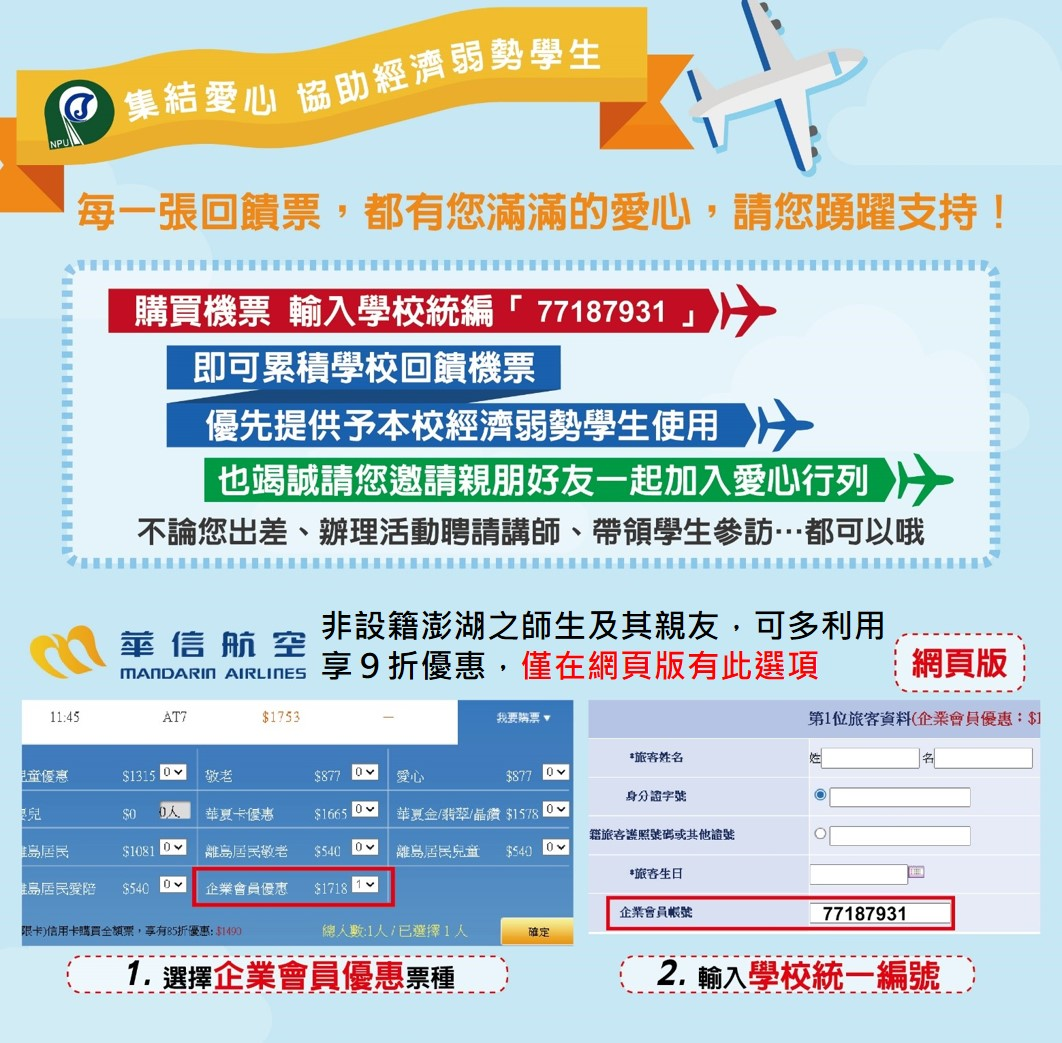 NPU
集結愛心 協助經濟弱勢學生
每一張回饋票，都有您滿滿的愛心，請您踴躍支持！
購買機票 輸入學校統編「 77187931 」
即可累積學校回饋機票
優先提供予本校經濟弱勢學生使用
也竭誠請您邀請親朋好友一起加入愛心行列
不論您出差、辦理活動聘請講師、帶領學生參訪…都可以哦
華信航空
MANDARIN AIRLINES
非設籍澎湖之師生及其親友，可多利用
享９折優惠，僅在網頁版有此選項
網頁版
11:45 AT7 $1753 — 我要購票▼
兒童優惠 $1315 0 敬老 $877 0 愛心 $877 0
嬰兒 $0 0人 華夏卡優惠 $1665 0 華夏金/翡翠/晶鑽 $1578 0
離島居民 $1081 0 離島居民敬老 $540 0 離島居民兒童 $540 0
離島居民愛陪 $540 0 企業會員優惠 $1718 1
限卡)信用卡購買全額票，享有85折優惠: $1490 總人數:1人 / 已選擇 1 人 確定
第1位旅客資料(企業會員優惠：$1
*旅客姓名 姓 名
身分證字號
籍旅客護照號碼或其他證號
*旅客生日
企業會員帳號 77187931
1. 選擇企業會員優惠票種
2. 輸入學校統一編號